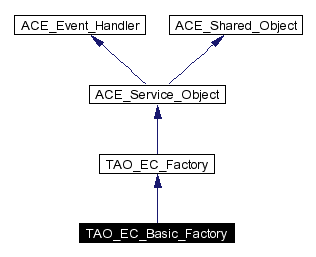 ACE_Event_Handler
ACE_Shared_Object
ACE_Service_Object
TAO_EC_Factory
TAO_EC_Basic_Factory